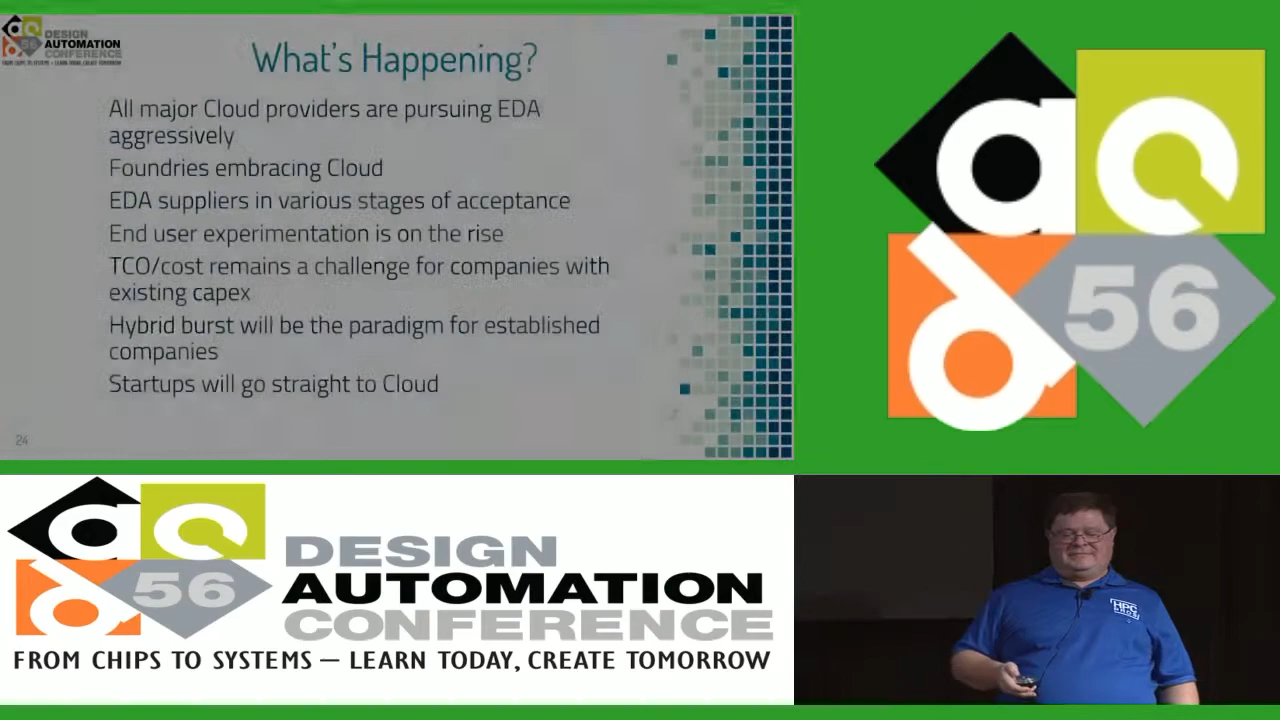 DESIGN
AUTOMATION
CONFERENCE
56
FROM CHIPS TO SYSTEMS — LEARN TODAY, CREATE TOMORROW
What's Happening?
All major Cloud providers are pursuing EDA
aggressively
Foundries embracing Cloud
EDA suppliers in various stages of acceptance
End user experimentation is on the rise
TCO/cost remains a challenge for companies with
existing capex
Hybrid burst will be the paradigm for established
companies
Startups will go straight to Cloud
24
56
56
DESIGN
AUTOMATION
CONFERENCE
FROM CHIPS TO SYSTEMS — LEARN TODAY, CREATE TOMORROW
HPC